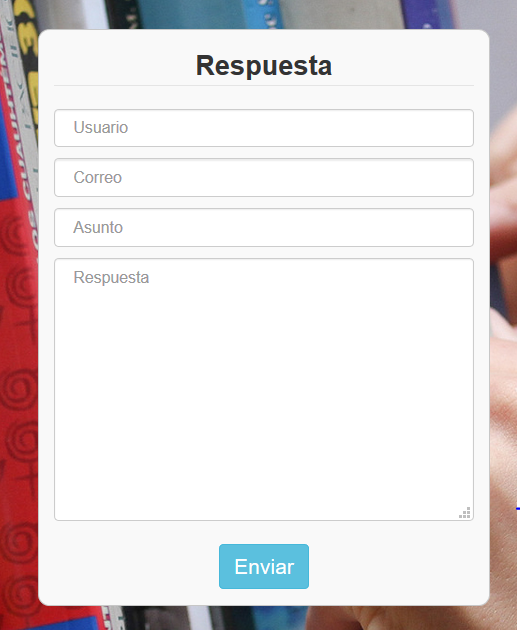 Respuesta
Usuario
Correo
Asunto
Respuesta
Enviar